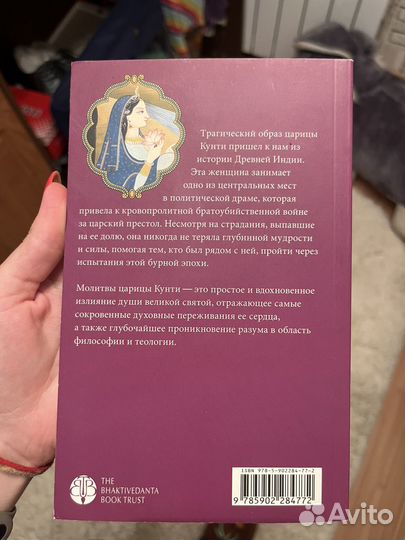 Трагический образ царицы
Кунти пришел к нам из
истории Древней Индии.
Эта женщина занимает
одно из центральных мест
в политической драме, которая
привела к кровопролитной братоубийственной войне
за царский престол. Несмотря на страдания, выпавшие
на ее долю, она никогда не теряла глубинной мудрости
и силы, помогая тем, кто был рядом с ней, пройти через
испытания этой бурной эпохи.
Молитвы царицы Кунти — это простое и вдохновенное
излияние души великой святой, отражающее самые
сокровенные духовные переживания ее сердца,
а также глубочайшее проникновение разума в область
философии и теологии.
ISBN 978-5-902284-77-2
9 785902 284772
THE
BHAKTIVEDANTA
BOOK TRUST
Avito